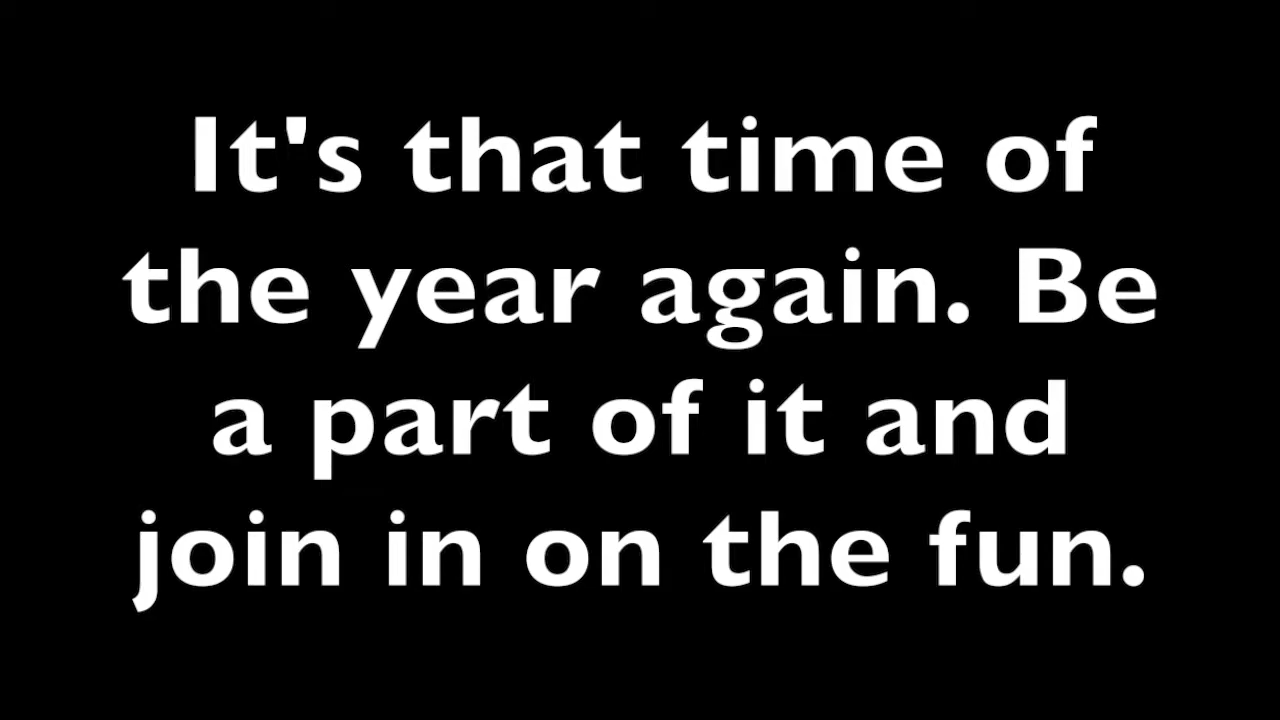 It's that time of
the year again. Be
a part of it and
join in on the fun.